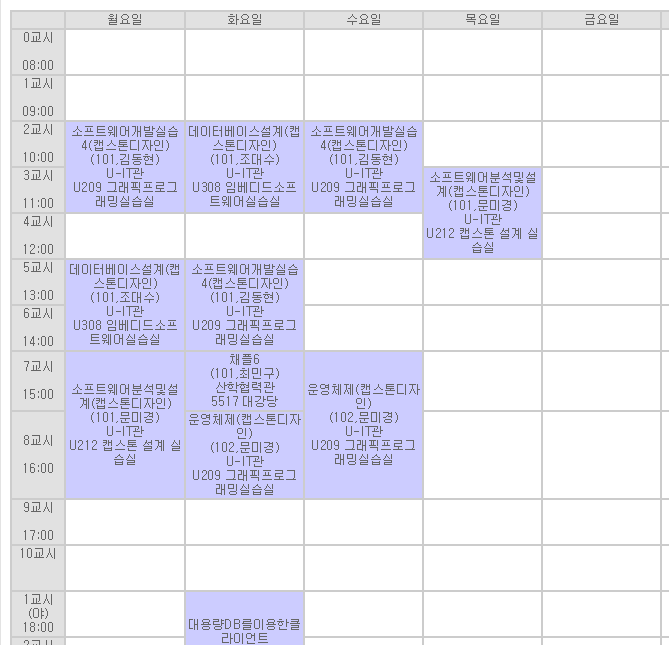 월요일 화요일 수요일 목요일 금요일
0교시
08:00
1교시
09:00
2교시
10:00
소프트웨어개발실습
4(캡스톤디자인)
(101,김동현)
U-IT관
U209 그래픽프로그
래밍실습실
데이터베이스설계(캡
스톤디자인)
(101,조대수)
U-IT관
U308 임베디드소프
트웨어실습실
소프트웨어개발실습
4(캡스톤디자인)
(101,김동현)
U-IT관
U209 그래픽프로그
래밍실습실
3교시
11:00
소프트웨어분석및설
계(캡스톤디자인)
(101,문미경)
U-IT관
U212 캡스톤 설계 실
습실
4교시
12:00
5교시
13:00
데이터베이스설계(캡
스톤디자인)
(101,조대수)
U-IT관
U308 임베디드소프
트웨어실습실
소프트웨어개발실습
4(캡스톤디자인)
(101,김동현)
U-IT관
U209 그래픽프로그
래밍실습실
6교시
14:00
7교시
15:00
소프트웨어분석및설
계(캡스톤디자인)
(101,문미경)
U-IT관
U212 캡스톤 설계 실
습실
채플6
(101,최민구)
산학협력관
5517 대강당
운영체제(캡스톤디자
인)
(102,문미경)
U-IT관
U209 그래픽프로그
래밍실습실
8교시
16:00
운영체제(캡스톤디자
인)
(102,문미경)
U-IT관
U209 그래픽프로그
래밍실습실
9교시
17:00
10교시
1교시
(야)
18:00
대용량DB를이용한클
라이언트